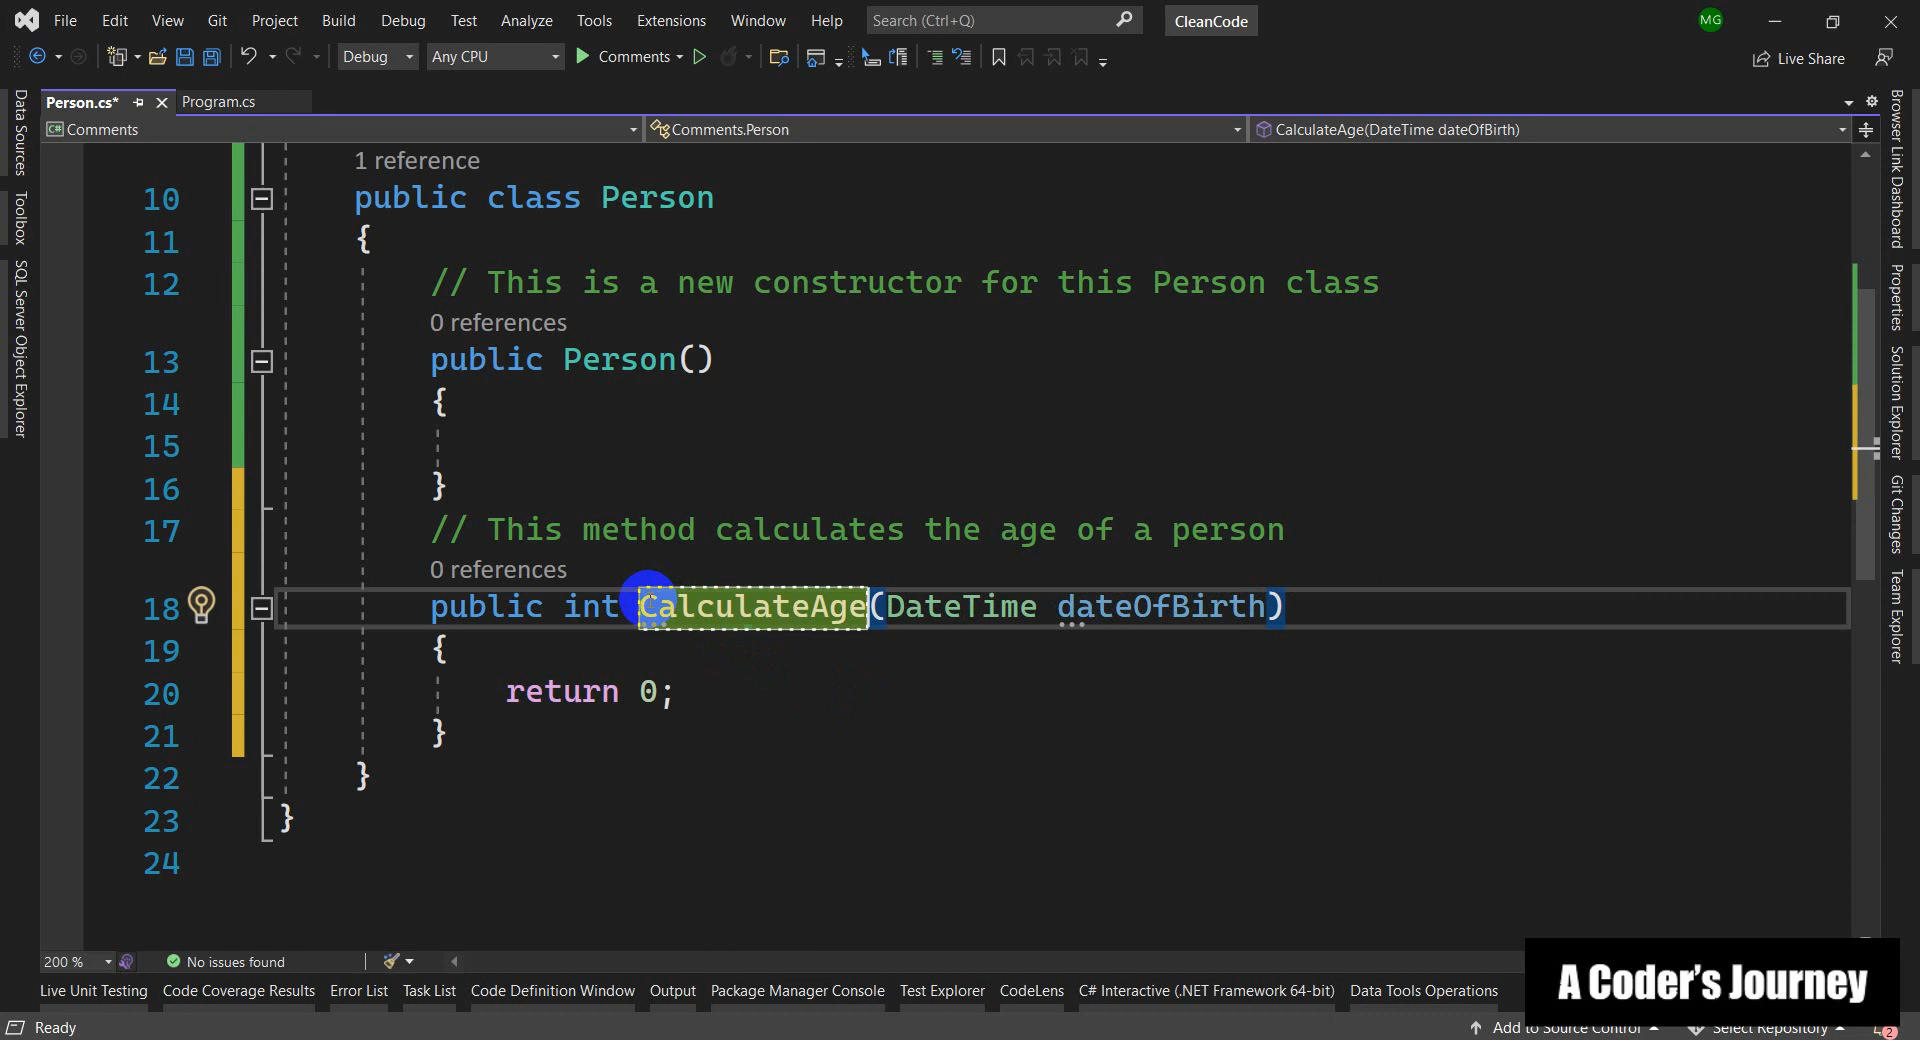 File Edit View Git Project Build Debug Test Analyze Tools Extensions Window Help Search (Ctrl+Q) CleanCode MG
Debug Any CPU Comments Live Share
Person.cs* Program.cs
Comments Comments.Person CalculateAge(DateTime dateOfBirth)
Data Sources
Toolbox
SQL Server Object Explorer
1 reference
10 public class Person
11 {
12 // This is a new constructor for this Person class
0 references
13 public Person()
14 {
15
16 }
17 // This method calculates the age of a person
0 references
18 public int CalculateAge(DateTime dateOfBirth)
19 {
20 return 0;
21 }
22 }
23 }
24
Browser Link Dashboard
Properties
Solution Explorer
Git Changes
Team Explorer
200 % No issues found
Live Unit Testing Code Coverage Results Error List Task List Code Definition Window Output Package Manager Console Test Explorer CodeLens C# Interactive (.NET Framework 64-bit) Data Tools Operations
A Coder's Journey
Ready Add to Source Control Select Repository 2